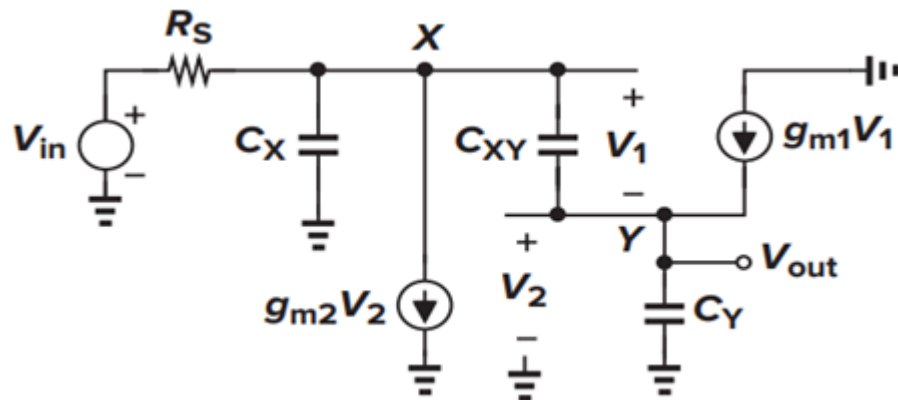 R_S
X
+
V_in
−
C_X
C_XY
+
V_1
−
g_m1V_1
Y
+
V_2
−
g_m2V_2
V_out
C_Y